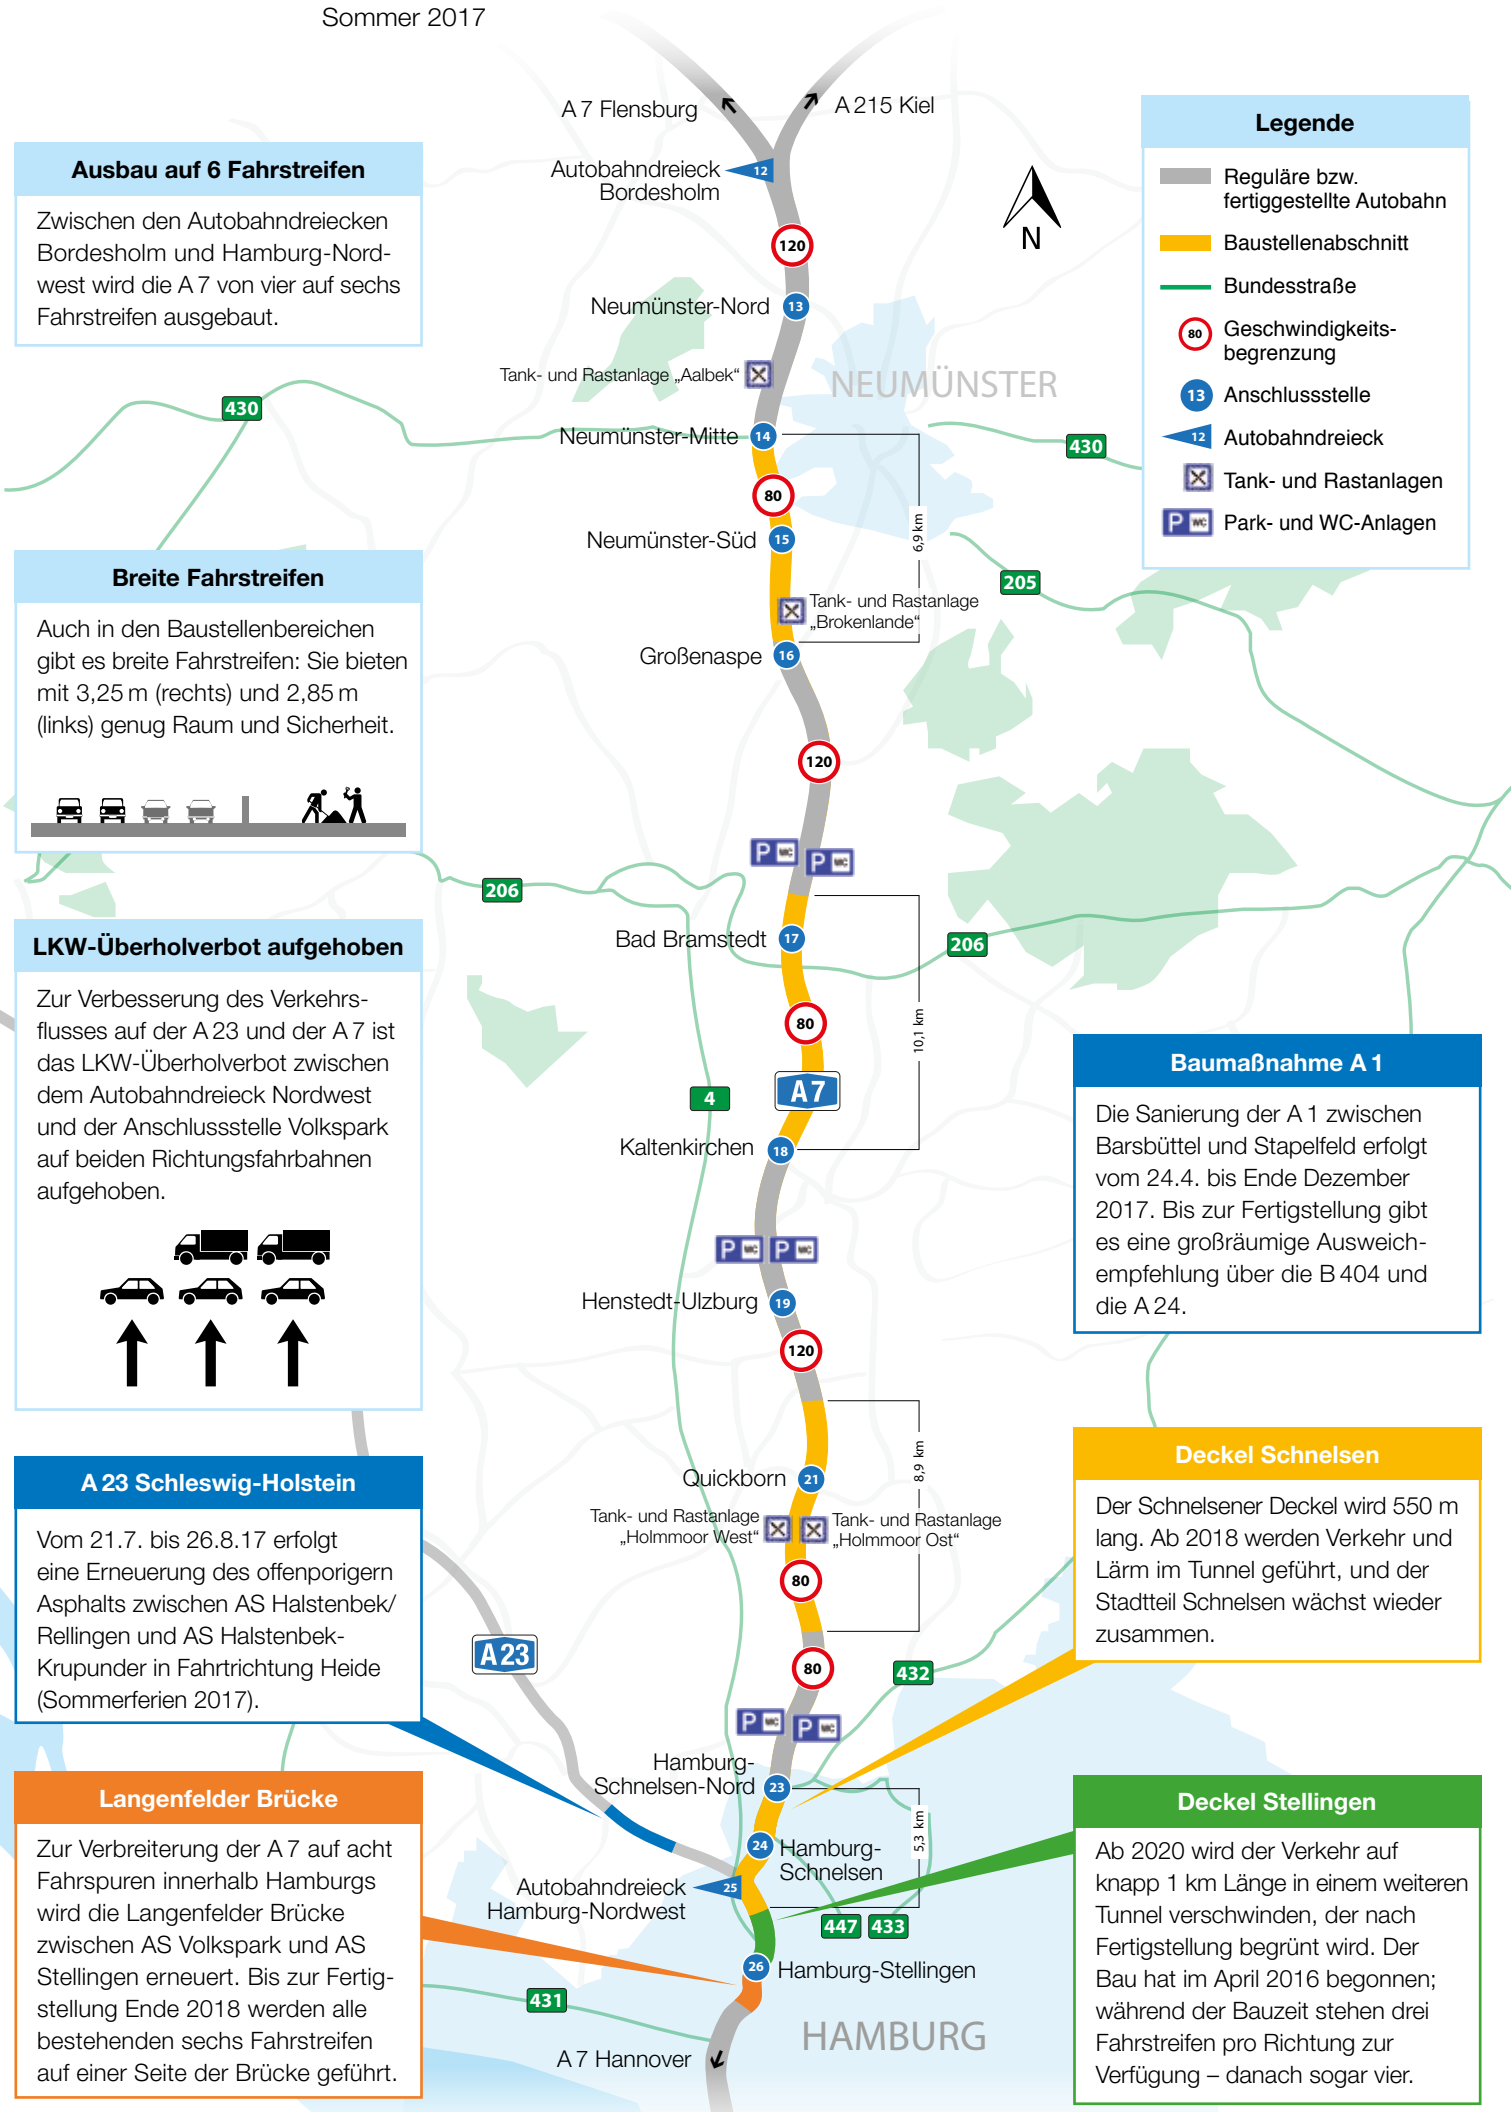 Sommer 2017
A 7 Flensburg
A 215 Kiel
Autobahndreieck
Bordesholm
12
120
Neumünster-Nord
13
Tank- und Rastanlage „Aalbek“
NEUMÜNSTER
430
Neumünster-Mitte
14
430
80
Neumünster-Süd
15
6,9 km
205
Tank- und Rastanlage
„Brokenlande“
Großenaspe
16
120
P WC
P WC
206
Bad Bramstedt
17
206
80
10,1 km
A 7
4
Kaltenkirchen
18
P WC
P WC
Henstedt-Ulzburg
19
120
Quickborn
21
8,9 km
Tank- und Rastanlage
„Holmmoor West“
Tank- und Rastanlage
„Holmmoor Ost“
80
A 23
80
432
P WC
P WC
Hamburg-
Schnelsen-Nord
23
24
Hamburg-
Schnelsen
5,3 km
Autobahndreieck
Hamburg-Nordwest
25
447
433
26
Hamburg-Stellingen
431
HAMBURG
A 7 Hannover
Legende
Reguläre bzw.
fertiggestellte Autobahn
Baustellenabschnitt
Bundesstraße
80
Geschwindigkeits-
begrenzung
13
Anschlussstelle
12
Autobahndreieck
Tank- und Rastanlagen
P WC
Park- und WC-Anlagen
N
Ausbau auf 6 Fahrstreifen
Zwischen den Autobahndreiecken
Bordesholm und Hamburg-Nord-
west wird die A 7 von vier auf sechs
Fahrstreifen ausgebaut.
Breite Fahrstreifen
Auch in den Baustellenbereichen
gibt es breite Fahrstreifen: Sie bieten
mit 3,25 m (rechts) und 2,85 m
(links) genug Raum und Sicherheit.
LKW-Überholverbot aufgehoben
Zur Verbesserung des Verkehrs-
flusses auf der A 23 und der A 7 ist
das LKW-Überholverbot zwischen
dem Autobahndreieck Nordwest
und der Anschlussstelle Volkspark
auf beiden Richtungsfahrbahnen
aufgehoben.
A 23 Schleswig-Holstein
Vom 21.7. bis 26.8.17 erfolgt
eine Erneuerung des offenporigern
Asphalts zwischen AS Halstenbek/
Rellingen und AS Halstenbek-
Krupunder in Fahrtrichtung Heide
(Sommerferien 2017).
Langenfelder Brücke
Zur Verbreiterung der A 7 auf acht
Fahrspuren innerhalb Hamburgs
wird die Langenfelder Brücke
zwischen AS Volkspark und AS
Stellingen erneuert. Bis zur Fertig-
stellung Ende 2018 werden alle
bestehenden sechs Fahrstreifen
auf einer Seite der Brücke geführt.
Baumaßnahme A 1
Die Sanierung der A 1 zwischen
Barsbüttel und Stapelfeld erfolgt
vom 24.4. bis Ende Dezember
2017. Bis zur Fertigstellung gibt
es eine großräumige Ausweich-
empfehlung über die B 404 und
die A 24.
Deckel Schnelsen
Der Schnelsener Deckel wird 550 m
lang. Ab 2018 werden Verkehr und
Lärm im Tunnel geführt, und der
Stadtteil Schnelsen wächst wieder
zusammen.
Deckel Stellingen
Ab 2020 wird der Verkehr auf
knapp 1 km Länge in einem weiteren
Tunnel verschwinden, der nach
Fertigstellung begrünt wird. Der
Bau hat im April 2016 begonnen;
während der Bauzeit stehen drei
Fahrstreifen pro Richtung zur
Verfügung – danach sogar vier.